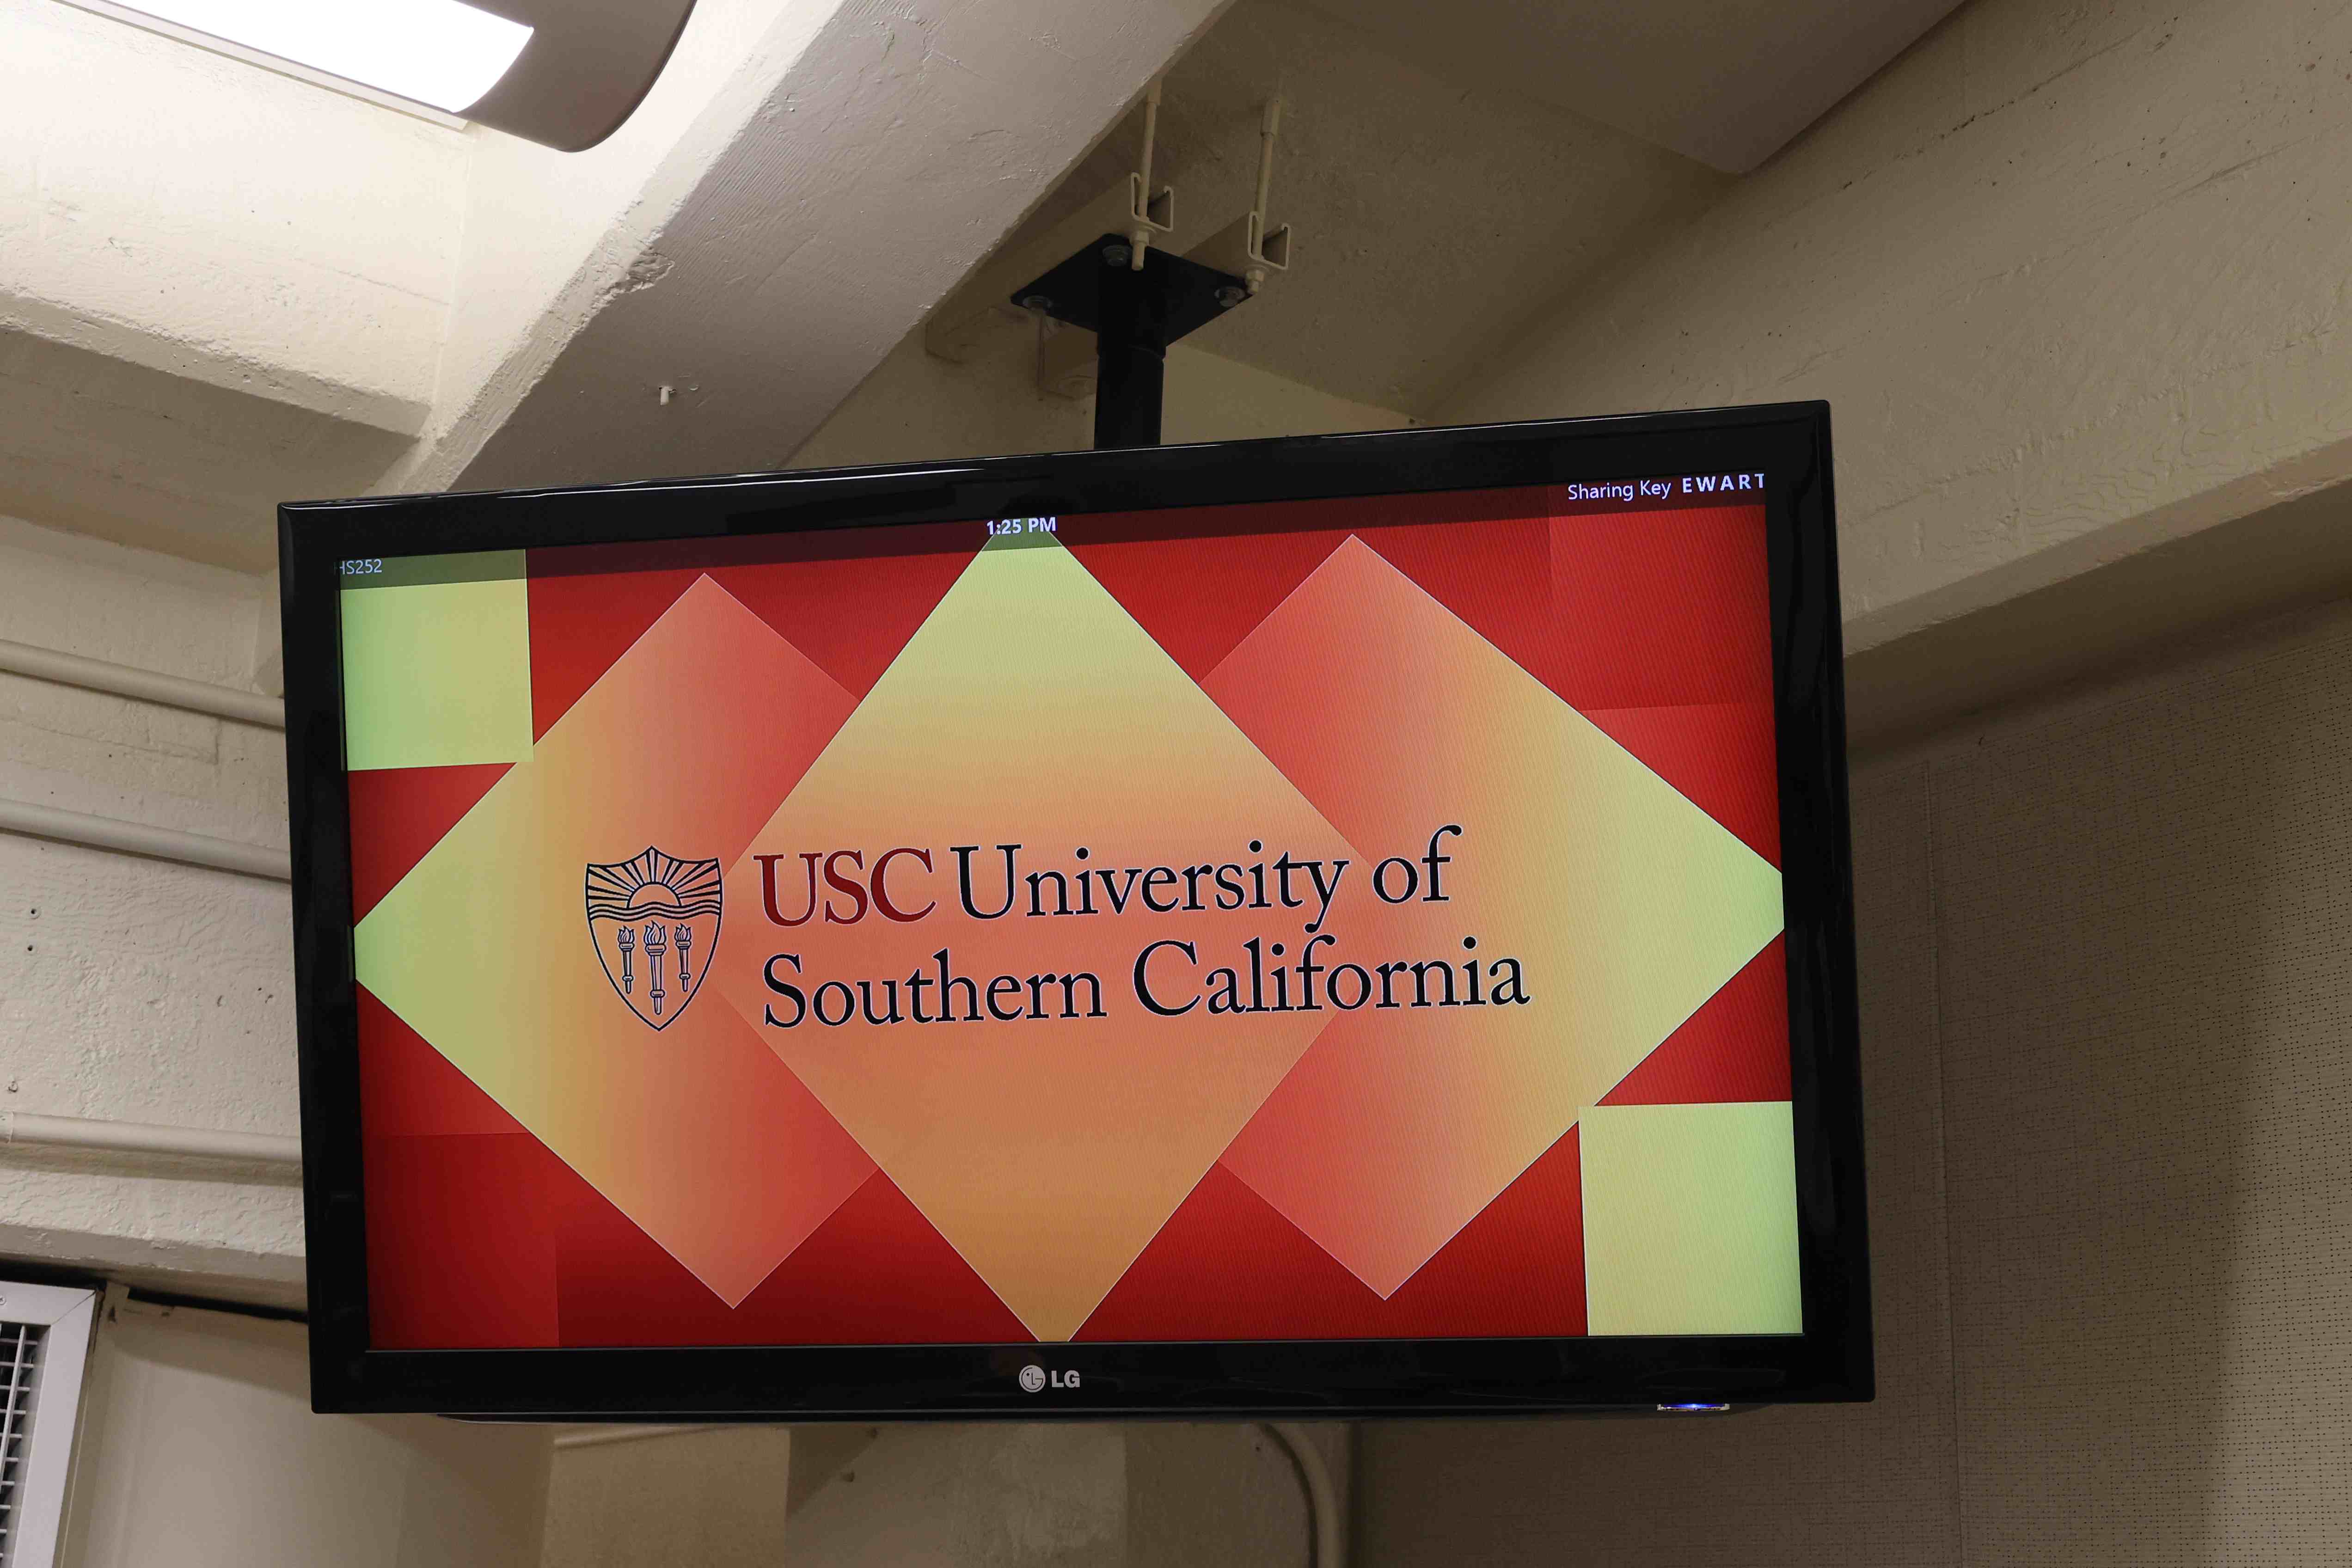 Sharing Key EWART
1:25 PM
HS252
USC University of
Southern California
LG